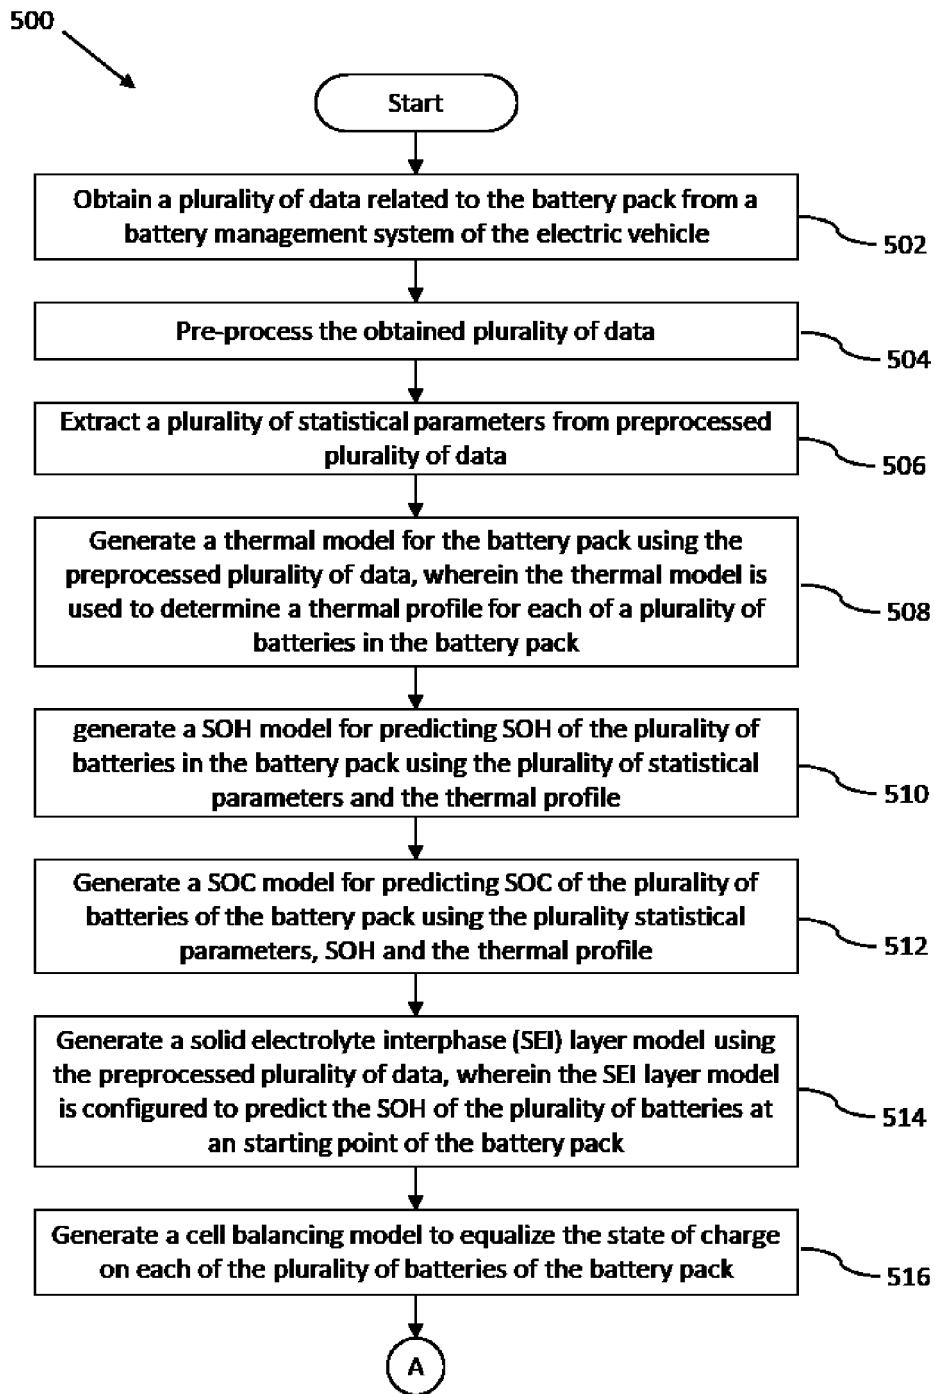 500
Start
Obtain a plurality of data related to the battery pack from a
battery management system of the electric vehicle
502
Pre-process the obtained plurality of data
504
Extract a plurality of statistical parameters from preprocessed
plurality of data
506
Generate a thermal model for the battery pack using the
preprocessed plurality of data, wherein the thermal model is
used to determine a thermal profile for each of a plurality of
batteries in the battery pack
508
generate a SOH model for predicting SOH of the plurality of
batteries in the battery pack using the plurality of statistical
parameters and the thermal profile
510
Generate a SOC model for predicting SOC of the plurality of
batteries of the battery pack using the plurality statistical
parameters, SOH and the thermal profile
512
Generate a solid electrolyte interphase (SEI) layer model using
the preprocessed plurality of data, wherein the SEI layer model
is configured to predict the SOH of the plurality of batteries at
an starting point of the battery pack
514
Generate a cell balancing model to equalize the state of charge
on each of the plurality of batteries of the battery pack
516
A